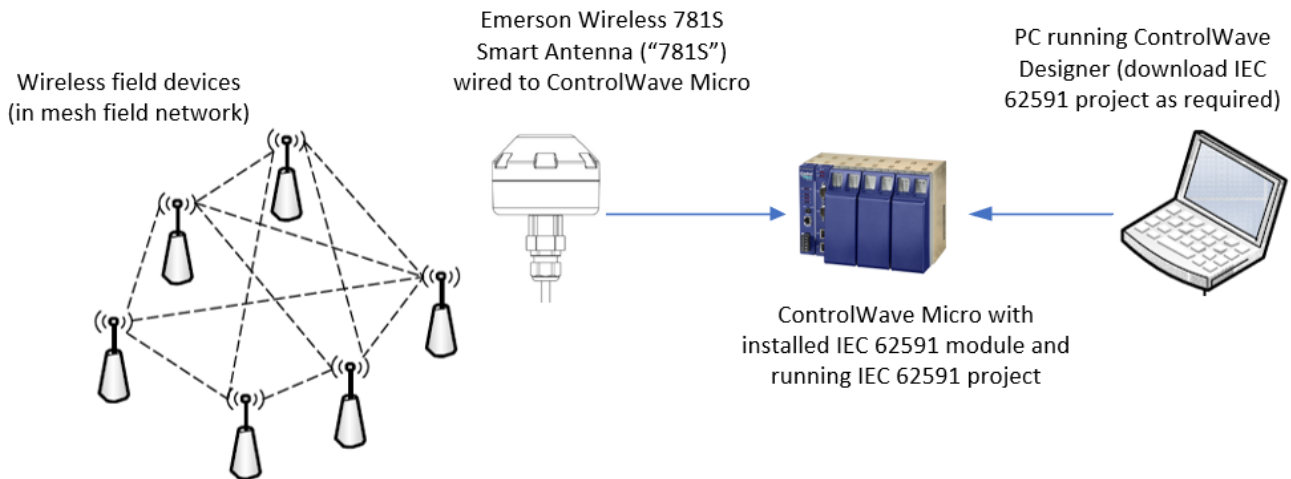 Wireless field devices
(in mesh field network)
Emerson Wireless 781S
Smart Antenna (“781S”)
wired to ControlWave Micro
PC running ControlWave
Designer (download IEC
62591 project as required)
ControlWave Micro with
installed IEC 62591 module and
running IEC 62591 project